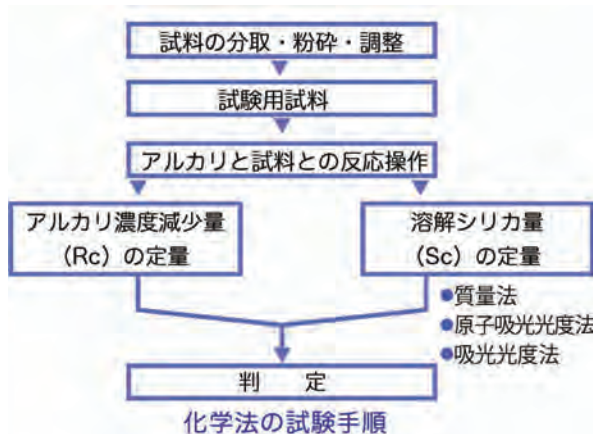 試料の分取・粉砕・調整
試験用試料
アルカリと試料との反応操作
アルカリ濃度減少量
（Rc）の定量
溶解シリカ量
（Sc）の定量
●質量法
●原子吸光光度法
●吸光光度法
判　定
化学法の試験手順